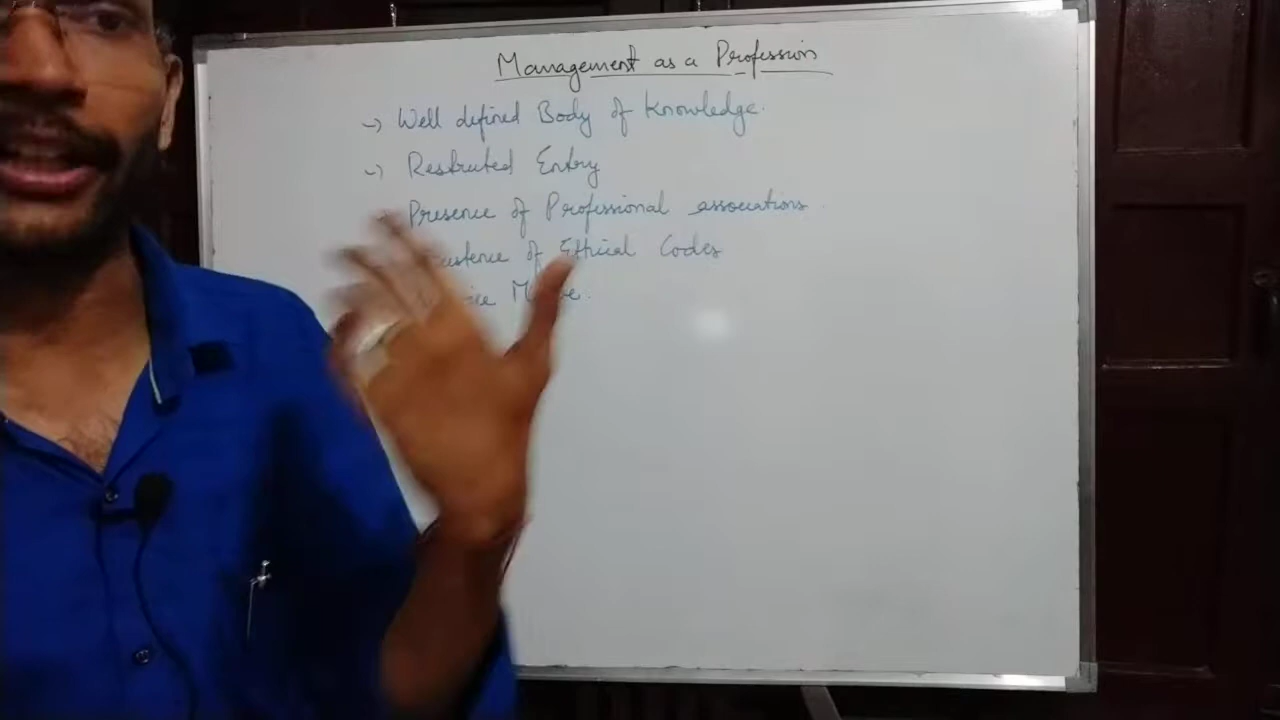 Management as a Profession
-) Well defined Body of Knowledge.
-) Restricted Entry
Presence of Professional associations
of Ethical Codes